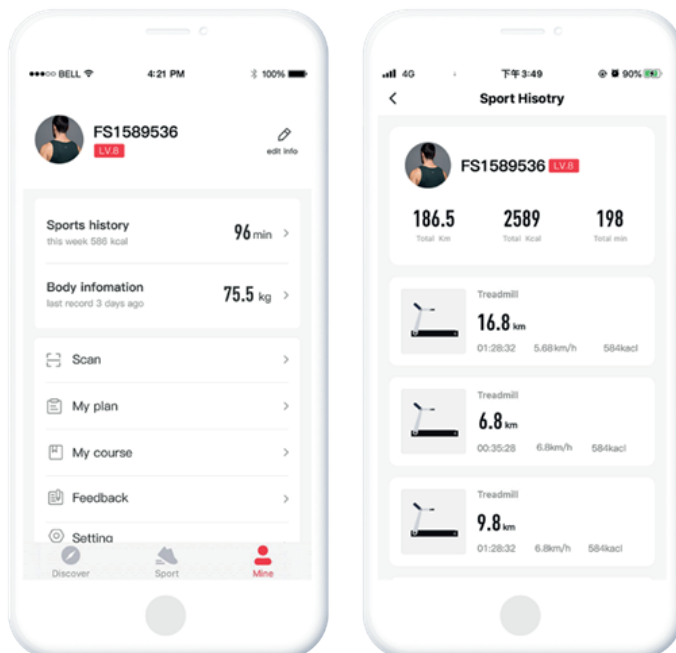 BELL 4:21 PM 100%
FS1589536
LV.8
edit info
Sports history
this week 586 kcal
96 min
Body infomation
last record 3 days ago
75.5 kg
Scan
My plan
My course
Feedback
Setting
Discover Sport Mine
4G 下午3:49 90%
Sport Hisotry
FS1589536 LV.8
186.5 2589 198
Total Km Total Kcal Total min
Treadmill
16.8 km
01:28:32 5.68km/h 584kacl
Treadmill
6.8 km
00:35:28 6.8km/h 584kacl
Treadmill
9.8 km
01:28:32 6.8km/h 584kacl